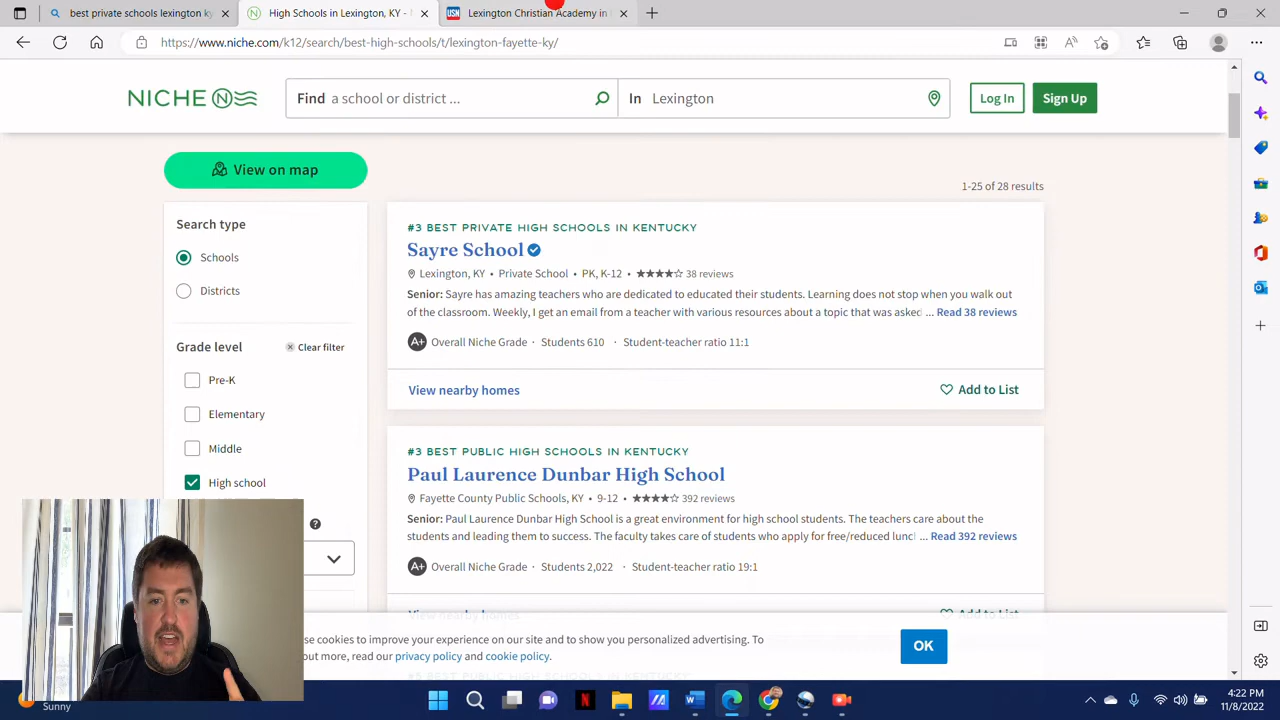 best private schools lexington ky
High Schools in Lexington, KY -
USN
Lexington Christian Academy in
https://www.niche.com/k12/search/best-high-schools/t/lexington-fayette-ky/
NICHE N
Find a school or district ...
In Lexington
Log In
Sign Up
View on map
1-25 of 28 results
Search type
Schools
Districts
Grade level
Clear filter
Pre-K
Elementary
Middle
High school
?
#3 BEST PRIVATE HIGH SCHOOLS IN KENTUCKY
Sayre School
Lexington, KY • Private School • PK, K-12 • ★★★★☆ 38 reviews
Senior: Sayre has amazing teachers who are dedicated to educated their students. Learning does not stop when you walk out
of the classroom. Weekly, I get an email from a teacher with various resources about a topic that was asked ... Read 38 reviews
A+ Overall Niche Grade · Students 610 · Student-teacher ratio 11:1
View nearby homes
Add to List
#3 BEST PUBLIC HIGH SCHOOLS IN KENTUCKY
Paul Laurence Dunbar High School
Fayette County Public Schools, KY • 9-12 • ★★★★☆ 392 reviews
Senior: Paul Laurence Dunbar High School is a great environment for high school students. The teachers care about the
students and leading them to success. The faculty takes care of students who apply for free/reduced lunc ... Read 392 reviews
A+ Overall Niche Grade · Students 2,022 · Student-teacher ratio 19:1
View nearby homes
Add to List
se cookies to improve your experience on our site and to show you personalized advertising. To
out more, read our privacy policy and cookie policy.
OK
Sunny
4:22 PM
11/8/2022